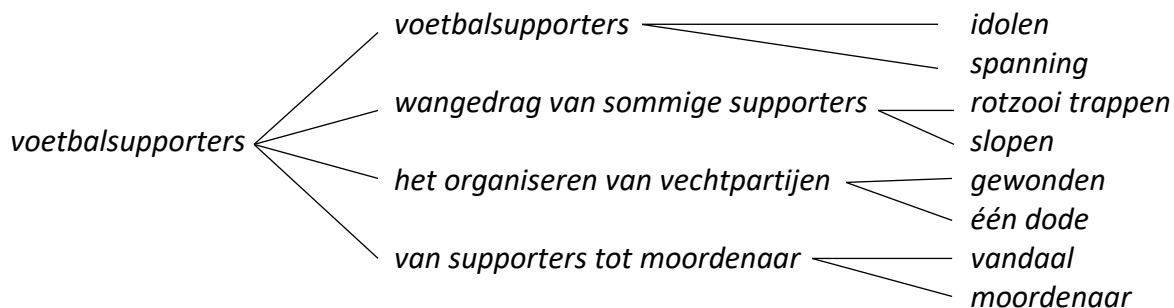 voetbalsupporters
voetbalsupporters
idolen
spanning
wangedrag van sommige supporters
rotzooi trappen
slopen
het organiseren van vechtpartijen
gewonden
één dode
van supporters tot moordenaar
vandaal
moordenaar